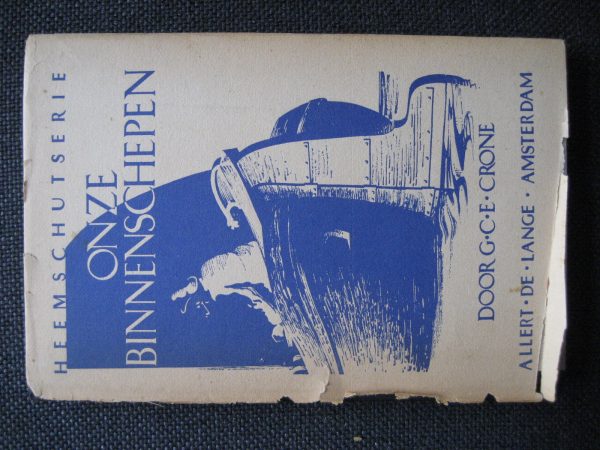 HEEMSCHUTSERIE
ONZE
BINNENSCHEPEN
DOOR G·C·E·CRONE
ALLERT·DE·LANGE·AMSTERDAM